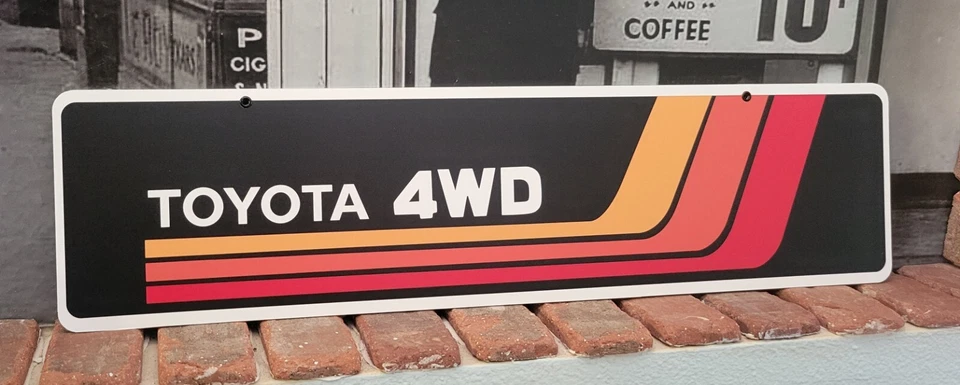 AND
COFFEE
10
P
CIG
TOYOTA 4WD